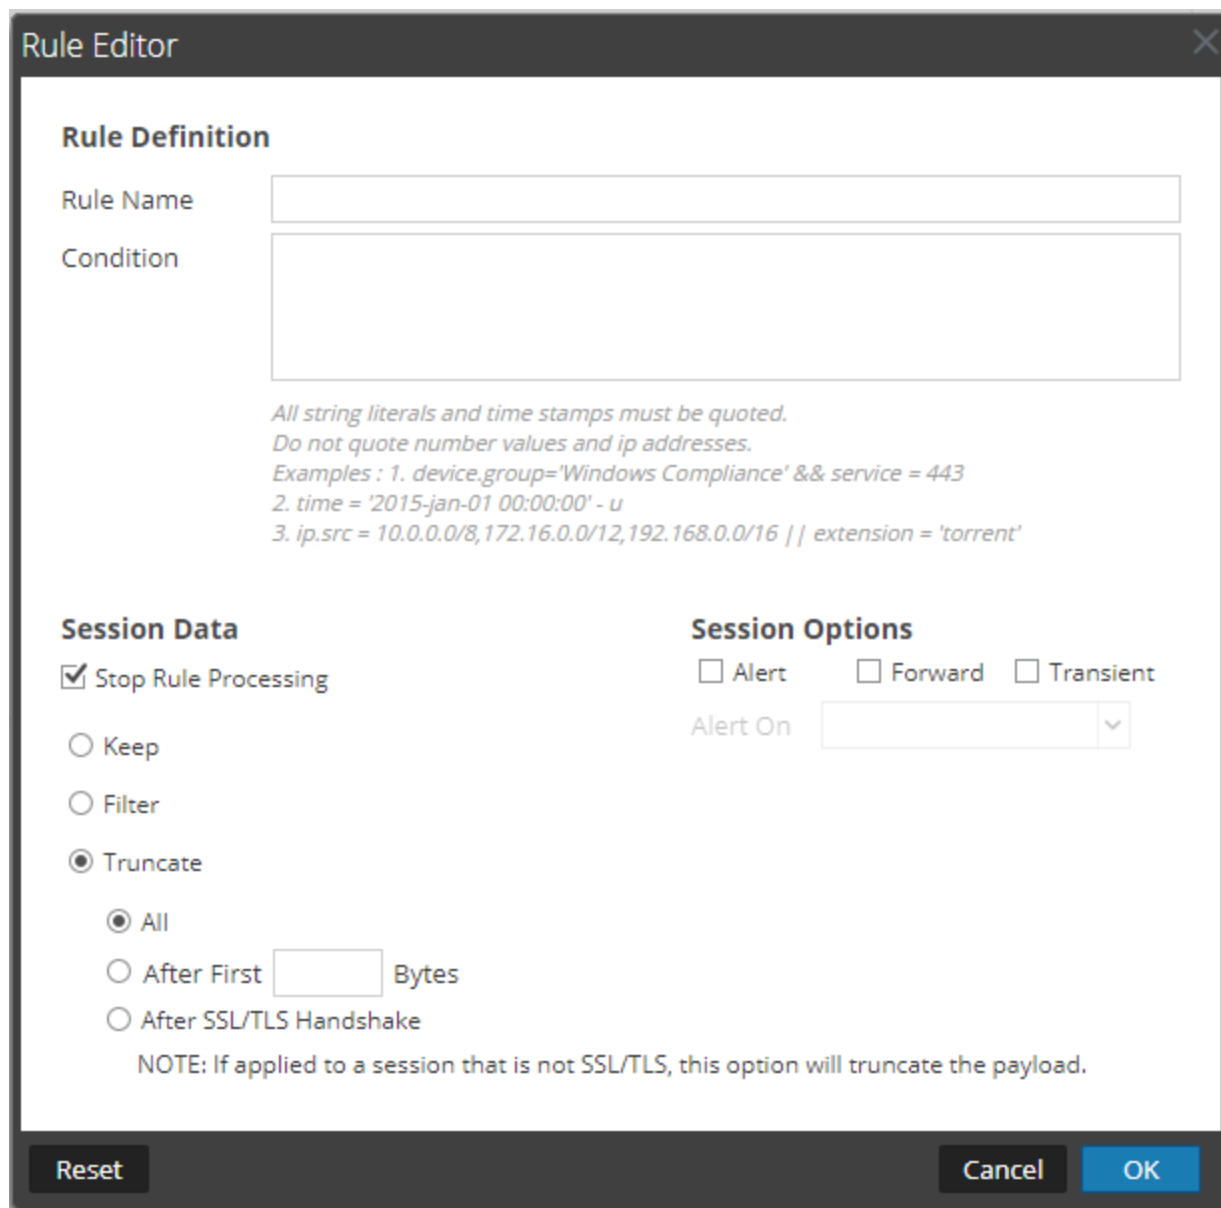 Rule Editor
Rule Definition
Rule Name
Condition
All string literals and time stamps must be quoted.
Do not quote number values and ip addresses.
Examples : 1. device.group='Windows Compliance' && service = 443
2. time = '2015-jan-01 00:00:00' - u
3. ip.src = 10.0.0.0/8,172.16.0.0/12,192.168.0.0/16 || extension = 'torrent'
Session Data
Stop Rule Processing
Keep
Filter
Truncate
All
After First Bytes
After SSL/TLS Handshake
NOTE: If applied to a session that is not SSL/TLS, this option will truncate the payload.
Session Options
Alert Forward Transient
Alert On
Reset Cancel OK